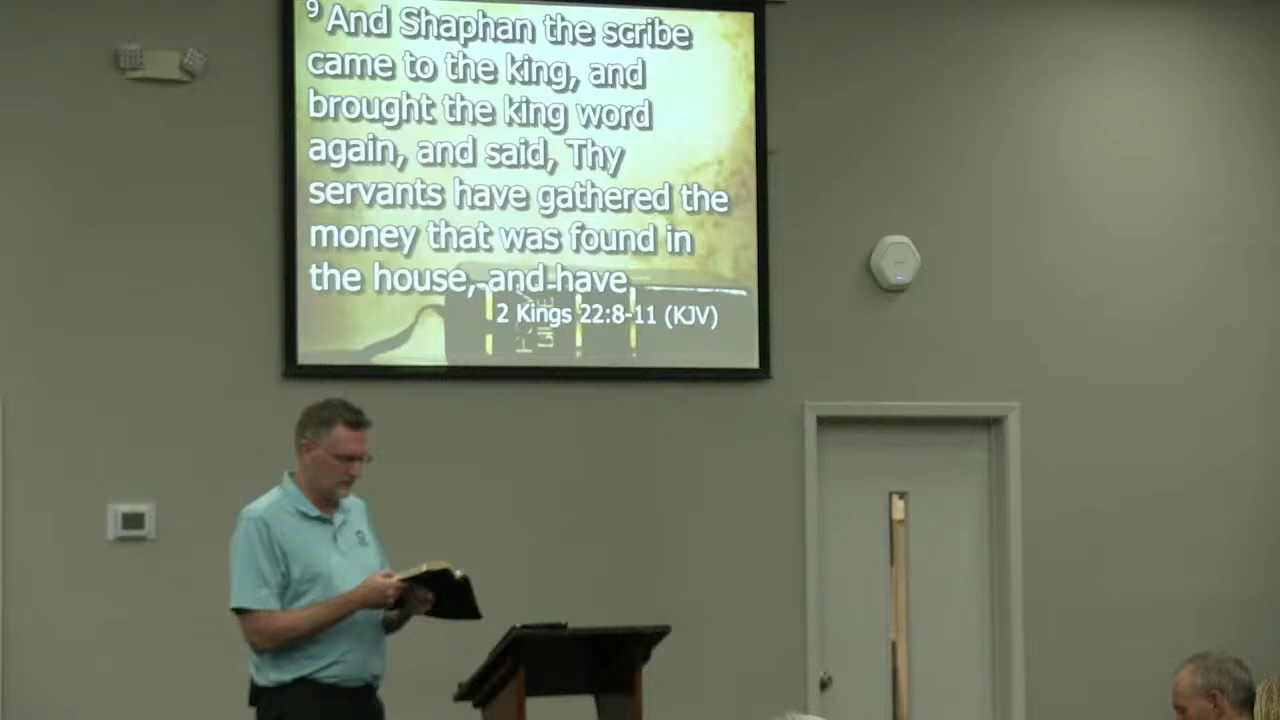 9 And Shaphan the scribe
came to the king, and
brought the king word
again, and said, Thy
servants have gathered the
money that was found in
the house, and have
2 Kings 22:8-11 (KJV)